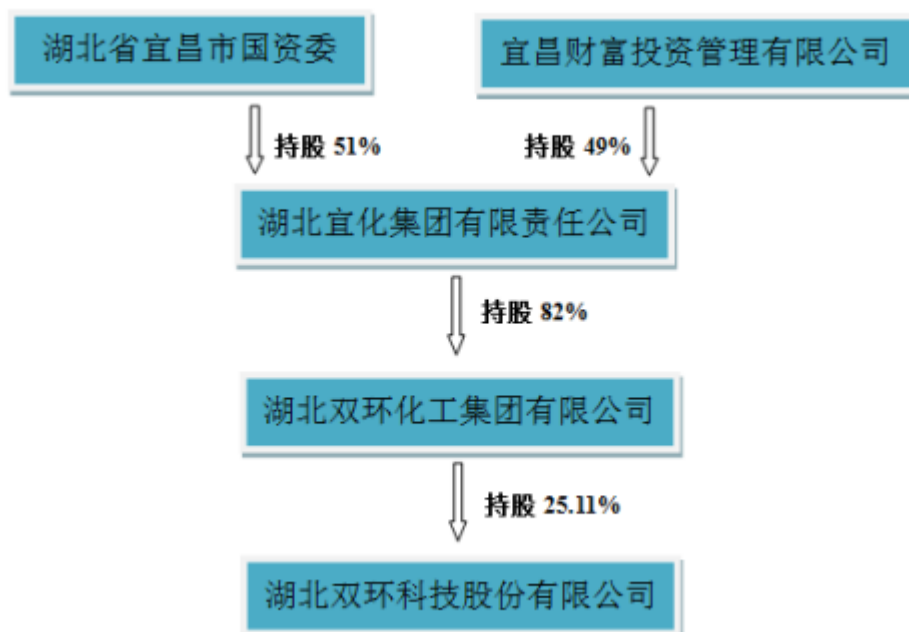 湖北省宜昌市国资委
宜昌财富投资管理有限公司
持股 51%
持股 49%
湖北宜化集团有限责任公司
持股 82%
湖北双环化工集团有限公司
持股 25.11%
湖北双环科技股份有限公司